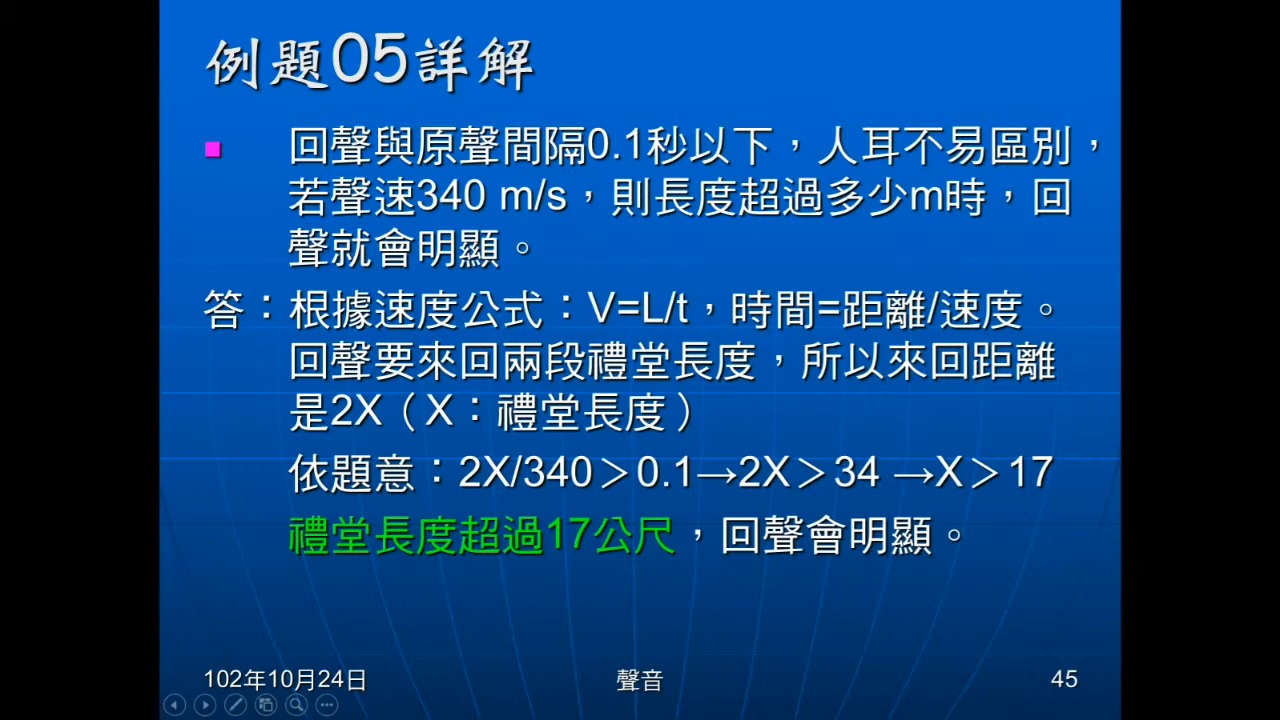 例題05詳解
回聲與原聲間隔0.1秒以下，人耳不易區別，
若聲速340 m/s，則長度超過多少m時，回
聲就會明顯。
答：根據速度公式：V=L/t，時間=距離/速度。
回聲要來回兩段禮堂長度，所以來回距離
是2X（X：禮堂長度）
依題意：2X/340＞0.1→2X＞34 →X＞17
禮堂長度超過17公尺，回聲會明顯。
102年10月24日
聲音
45